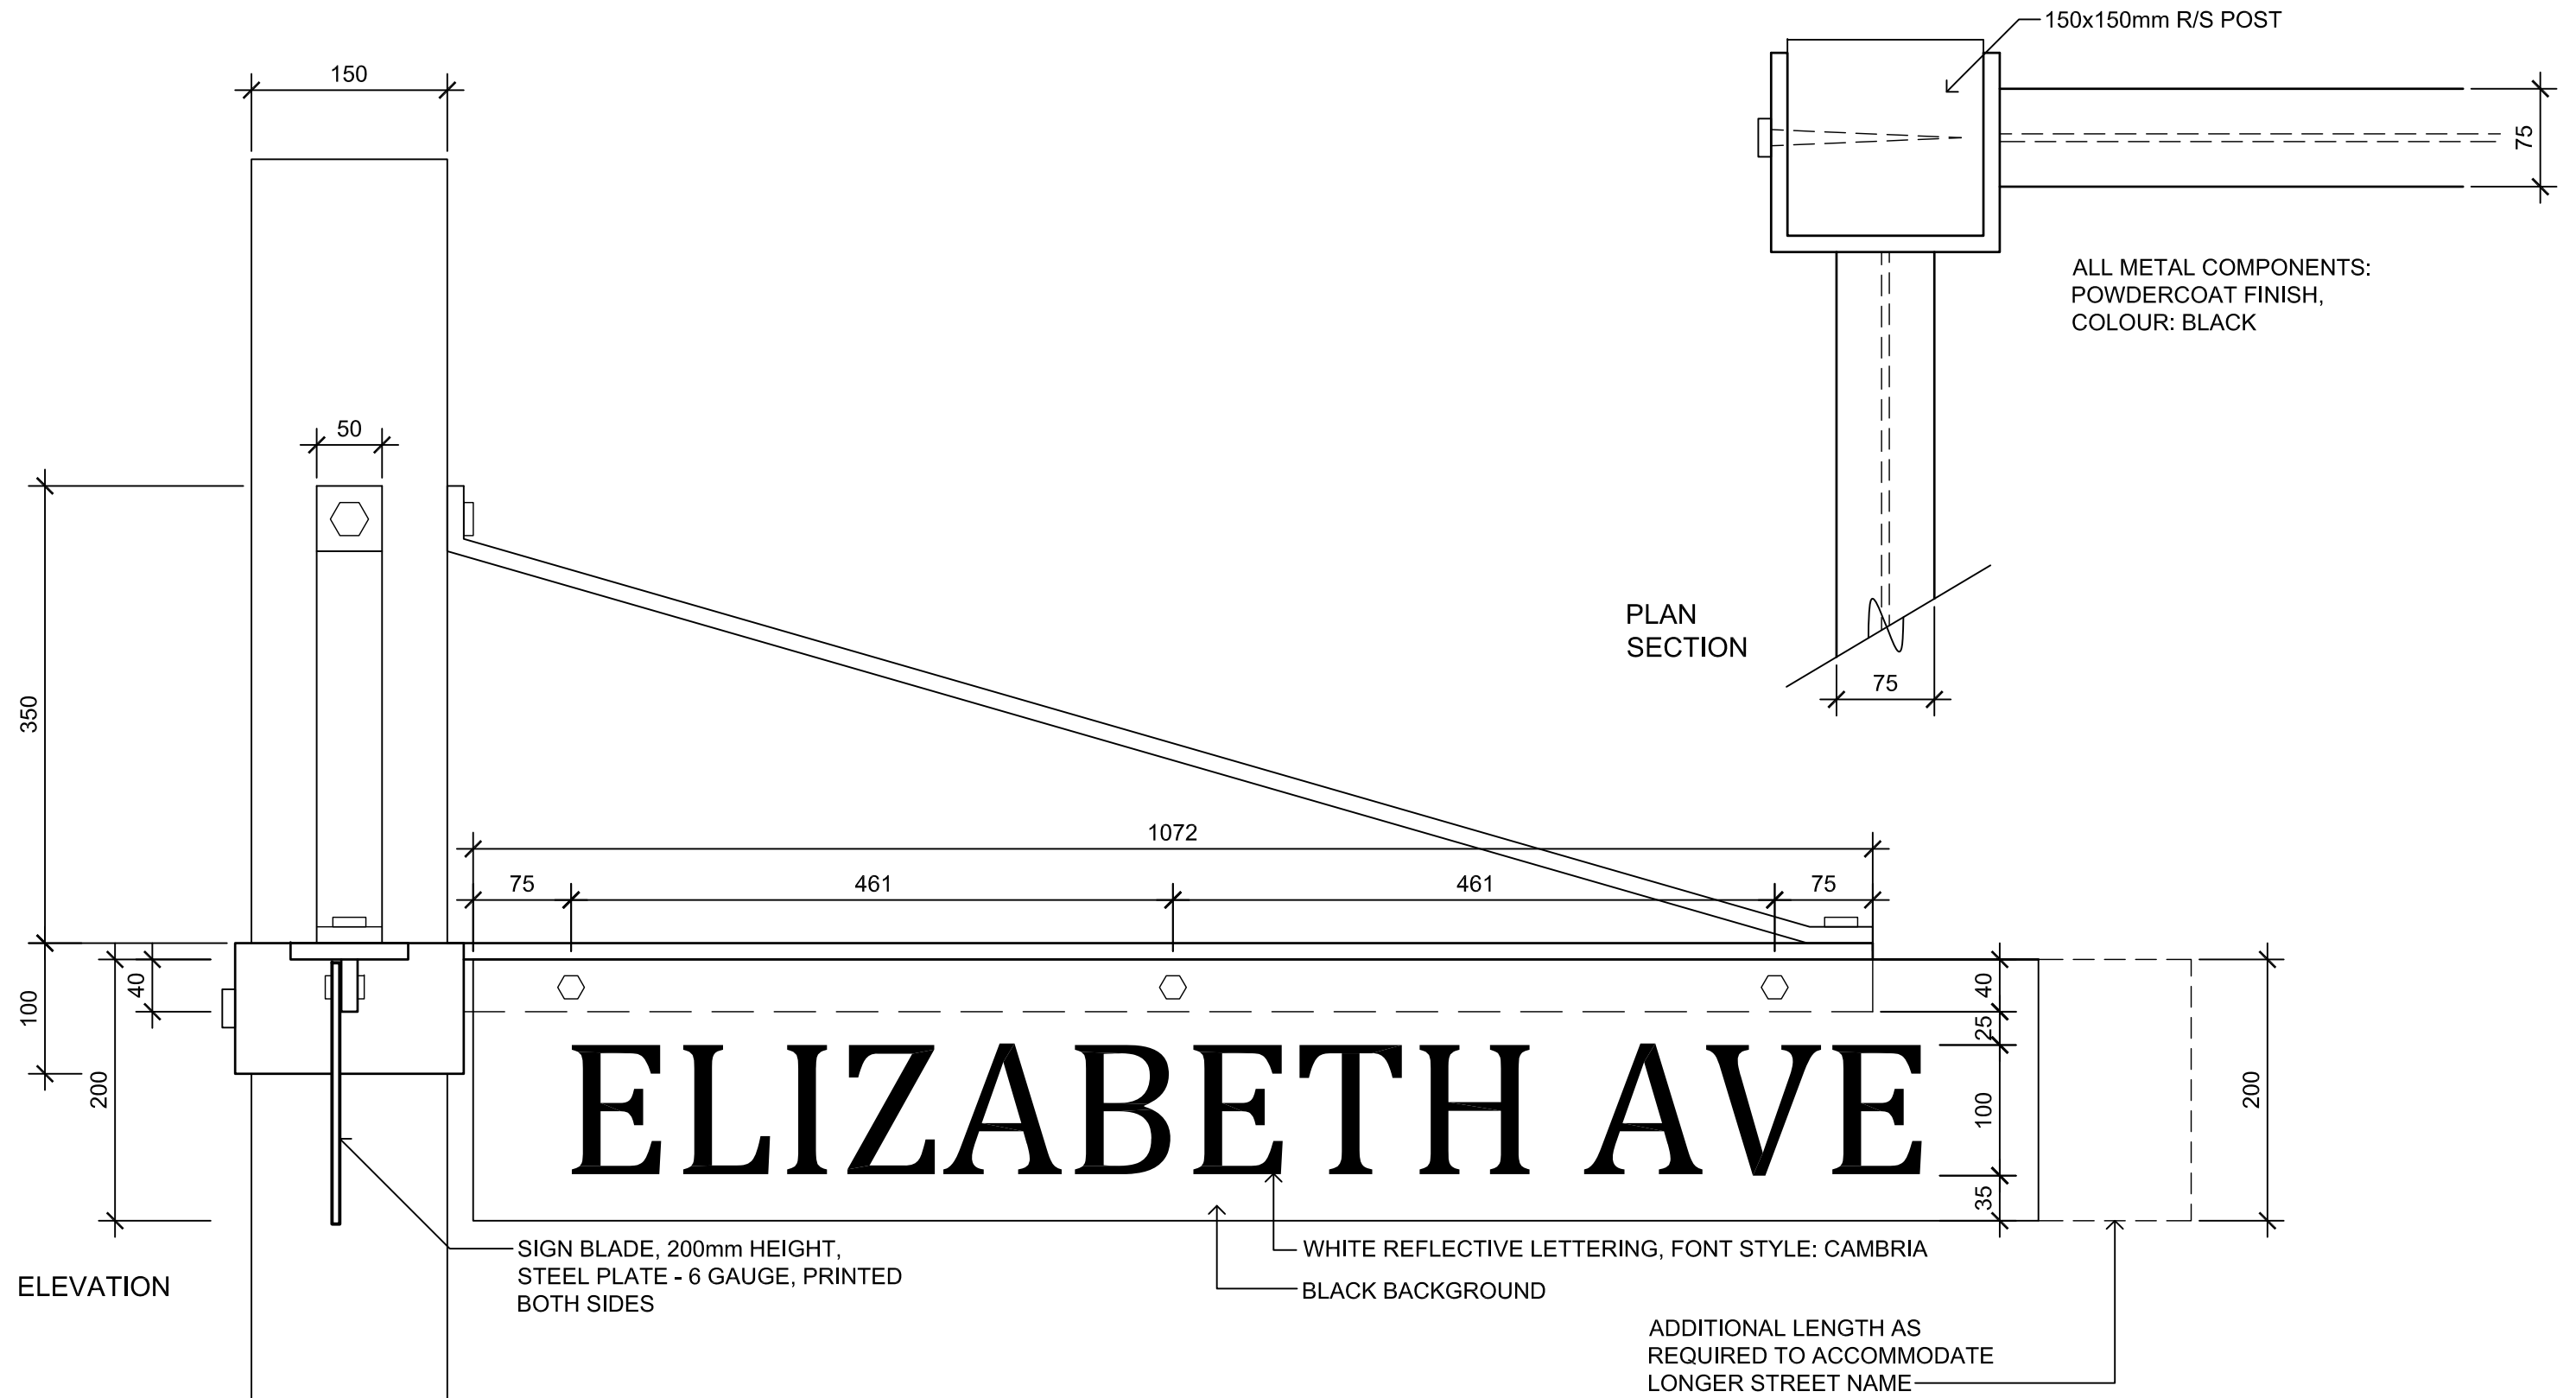 150x150mm R/S POST
150
75
ALL METAL COMPONENTS:
POWDERCOAT FINISH,
COLOUR: BLACK
50
PLAN
SECTION
75
350
1072
75
461
461
75
40
100
200
40
25
100
35
200
ELIZABETH AVE
SIGN BLADE, 200mm HEIGHT,
STEEL PLATE - 6 GAUGE, PRINTED
BOTH SIDES
WHITE REFLECTIVE LETTERING, FONT STYLE: CAMBRIA
BLACK BACKGROUND
ELEVATION
ADDITIONAL LENGTH AS
REQUIRED TO ACCOMMODATE
LONGER STREET NAME